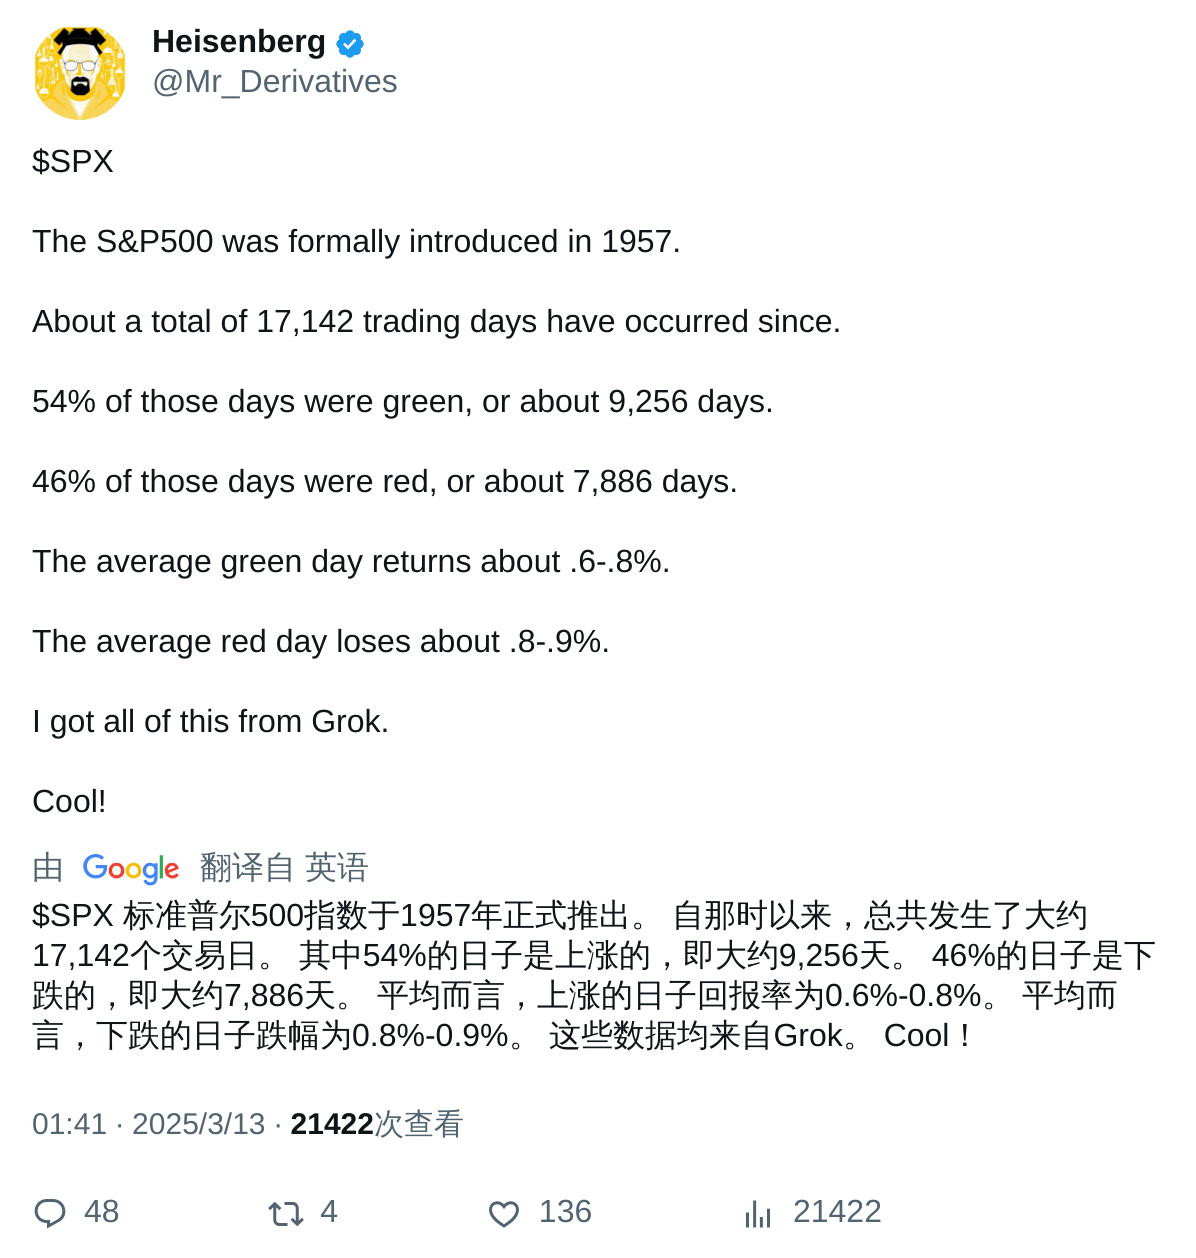 Heisenberg
@Mr_Derivatives
$SPX
The S&P500 was formally introduced in 1957.
About a total of 17,142 trading days have occurred since.
54% of those days were green, or about 9,256 days.
46% of those days were red, or about 7,886 days.
The average green day returns about .6-.8%.
The average red day loses about .8-.9%.
I got all of this from Grok.
Cool!
由 Google 翻译自 英语
$SPX 标准普尔500指数于1957年正式推出。 自那时以来，总共发生了大约
17,142个交易日。 其中54%的日子是上涨的，即大约9,256天。 46%的日子是下
跌的，即大约7,886天。 平均而言，上涨的日子回报率为0.6%-0.8%。 平均而
言，下跌的日子跌幅为0.8%-0.9%。 这些数据均来自Grok。 Cool！
01:41 · 2025/3/13 · 21422次查看
48 4 136 21422